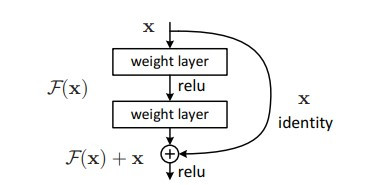 x
weight layer
F(x)
relu
x
weight layer
identity
F(x) + x
+
relu